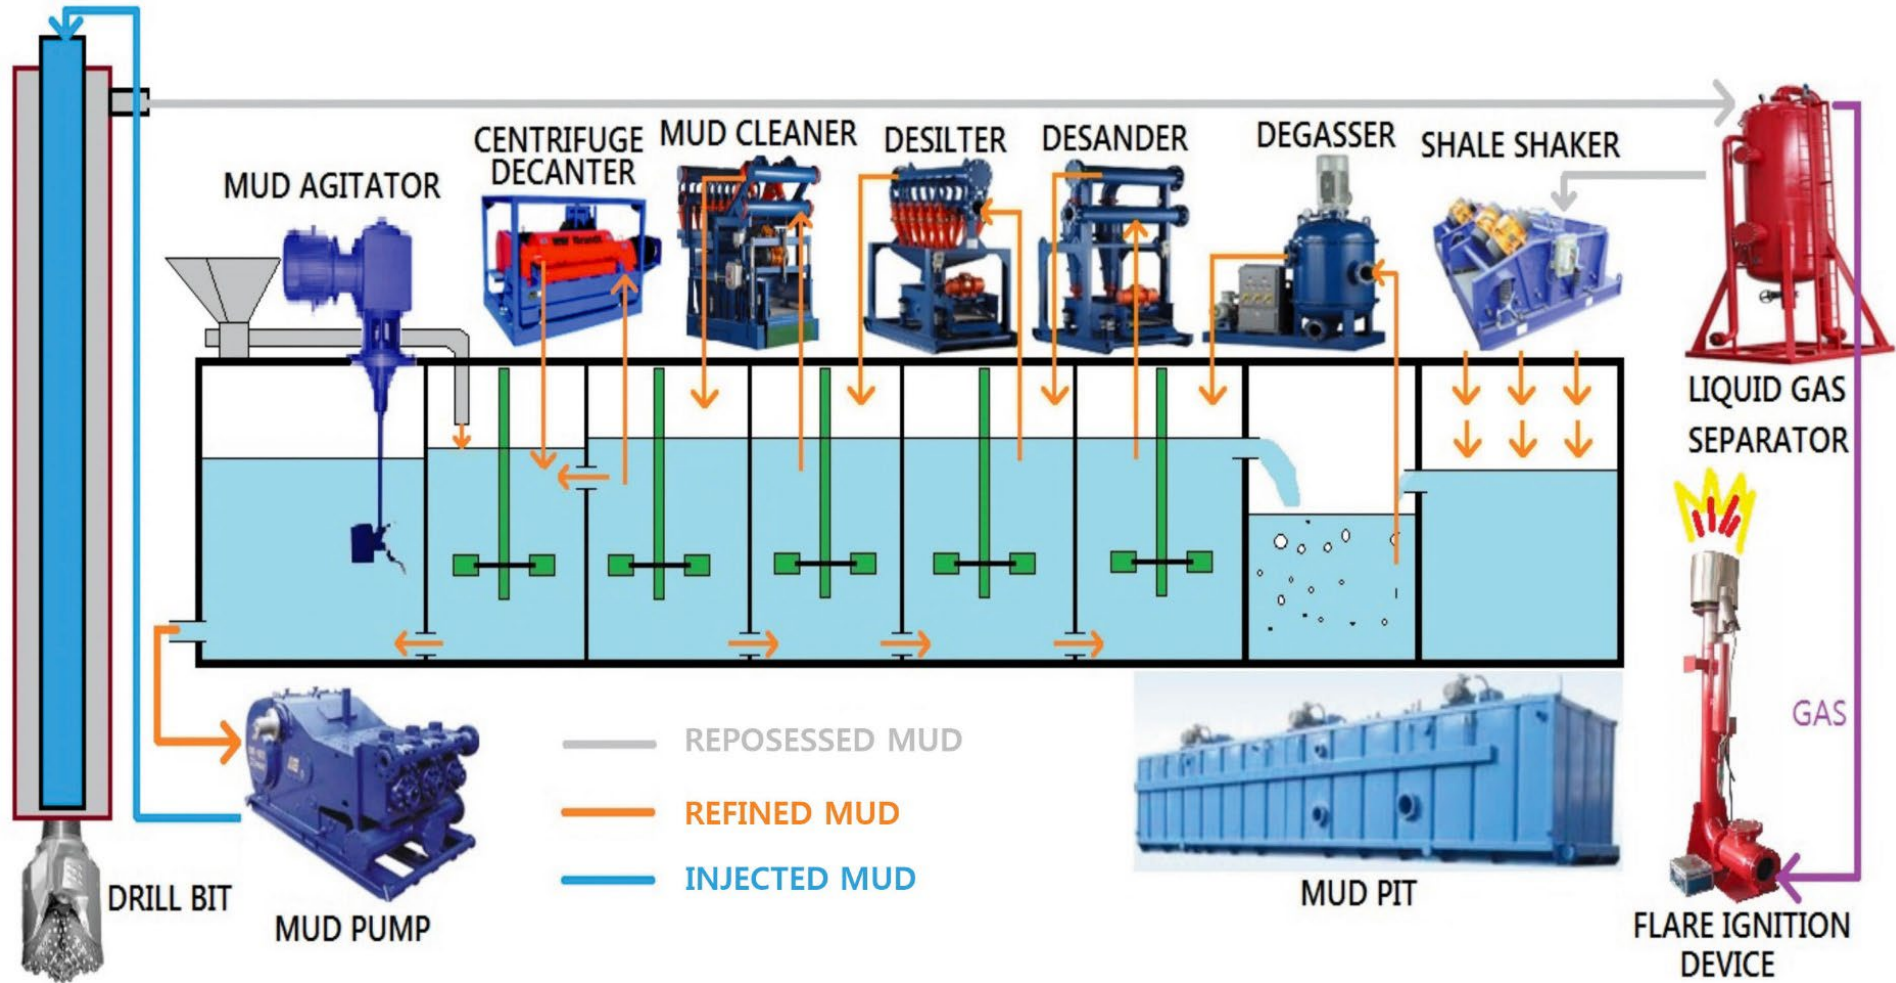 CENTRIFUGE
DECANTER
MUD CLEANER
DESILTER
DESANDER
DEGASSER
SHALE SHAKER
MUD AGITATOR
LIQUID GAS
SEPARATOR
GAS
REPOSESSED MUD
REFINED MUD
INJECTED MUD
DRILL BIT
MUD PUMP
MUD PIT
FLARE IGNITION
DEVICE